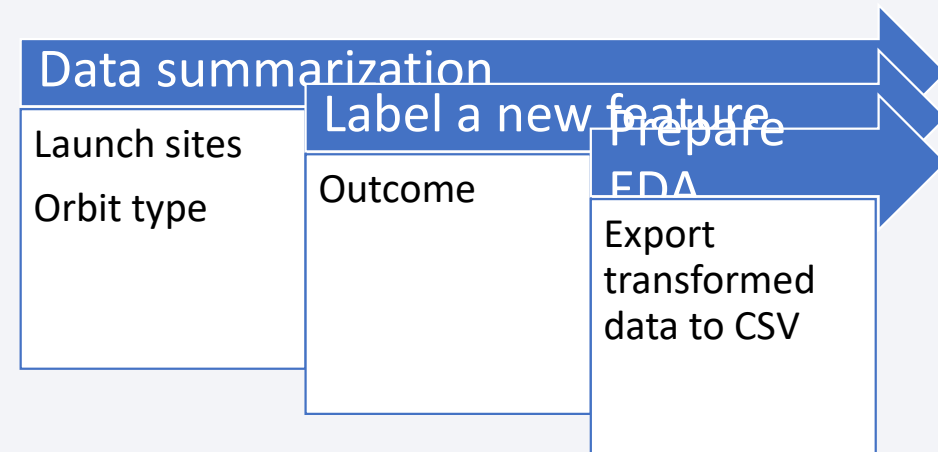 Data summarization
Launch sites
Orbit type
Label a new feature
Outcome
Prepare
EDA
Export
transformed
data to CSV